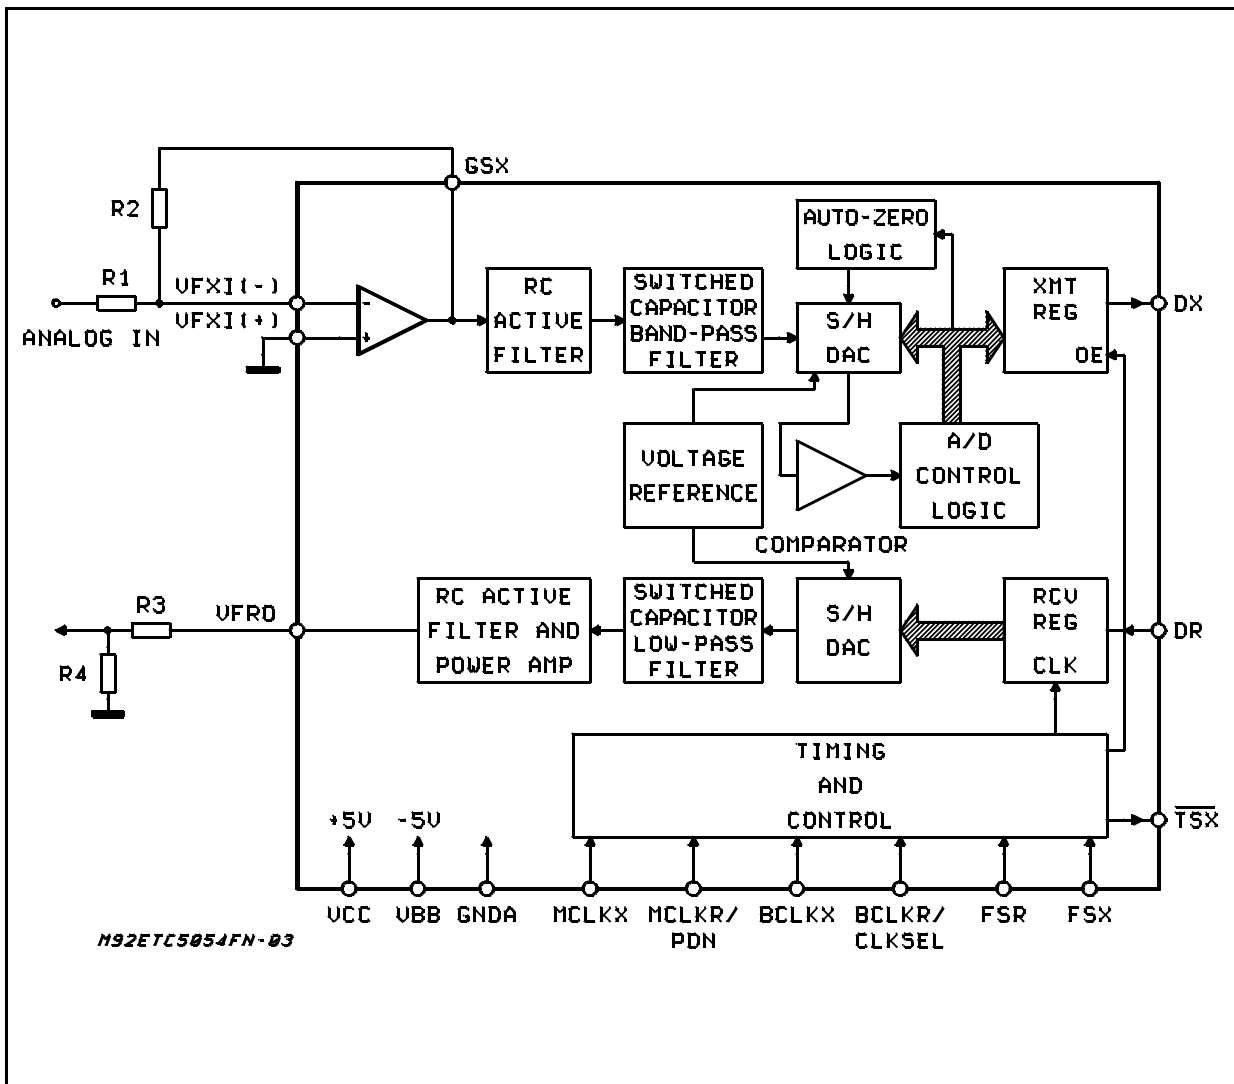 GSX
R2
AUTO-ZERO
LOGIC
R1
VFXI(-)
VFXI(+)
ANALOG IN
-
+
RC
ACTIVE
FILTER
SWITCHED
CAPACITOR
BAND-PASS
FILTER
S/H
DAC
XMT
REG
OE
DX
VOLTAGE
REFERENCE
A/D
CONTROL
LOGIC
COMPARATOR
R3
VFRO
R4
RC ACTIVE
FILTER AND
POWER AMP
SWITCHED
CAPACITOR
LOW-PASS
FILTER
S/H
DAC
RCV
REG
CLK
DR
TIMING
AND
CONTROL
TSX
+5V
-5V
VCC
VBB
GNDA
MCLKX
MCLKR/
PDN
BCLKX
BCLKR/
CLKSEL
FSR
FSX
M92ETC5054FN-03